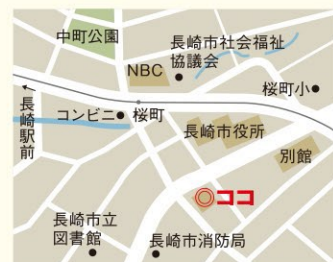 中町公園
長崎市社会福祉
協議会
NBC
桜町小
長崎駅前
コンビニ
桜町
長崎市役所
別館
ココ
長崎市立
図書館
長崎市消防局